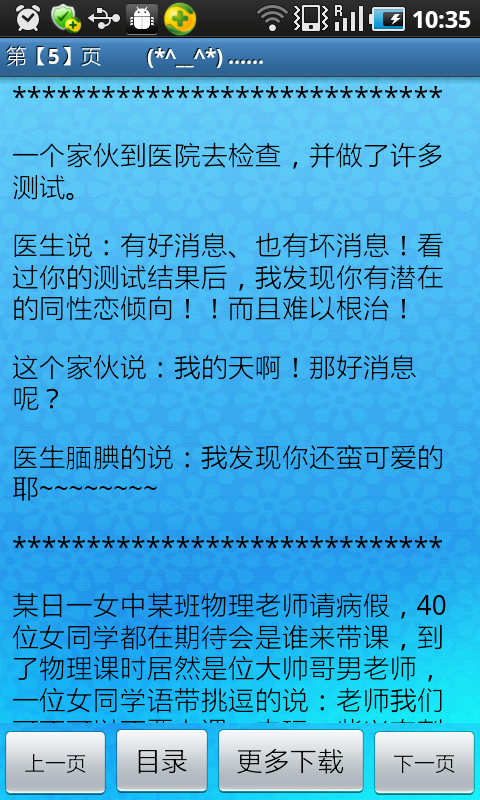 10:35
第【5】页 (*^__^*) ......
*****************************
一个家伙到医院去检查，并做了许多
测试。
医生说：有好消息、也有坏消息！看
过你的测试结果后，我发现你有潜在
的同性恋倾向！！而且难以根治！
这个家伙说：我的天啊！那好消息
呢？
医生腼腆的说：我发现你还蛮可爱的
耶~~~~~~~~
*****************************
某日一女中某班物理老师请病假，40
位女同学都在期待会是谁来带课，到
了物理课时居然是位大帅哥男老师，
一位女同学语带挑逗的说：老师我们
上一页 目录 更多下载 下一页